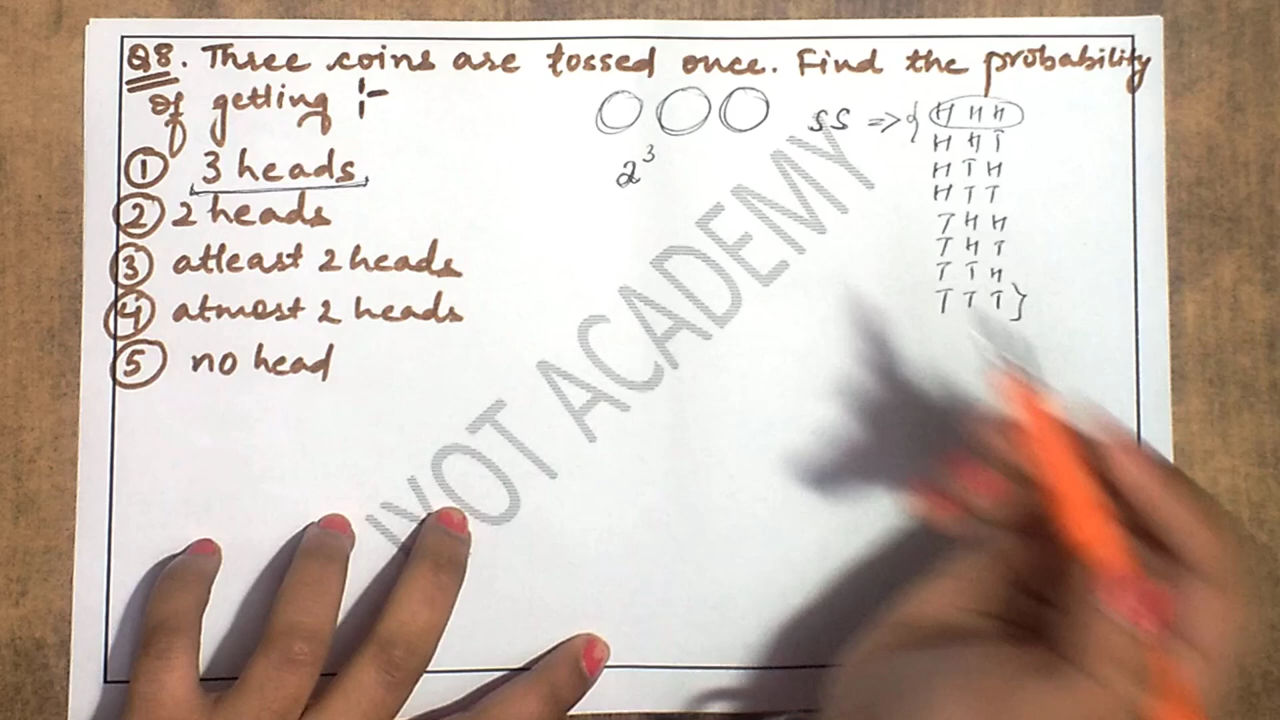 Q8. Three coins are tossed once. Find the probability
of getting :-
① 3 heads
② 2 heads
③ atleast 2 heads
④ atmost 2 heads
⑤ no head
2³
SS => { H H H
H H T
H T H
H T T
T H H
T H T
T T H
T T T }
JYOT ACADEMY